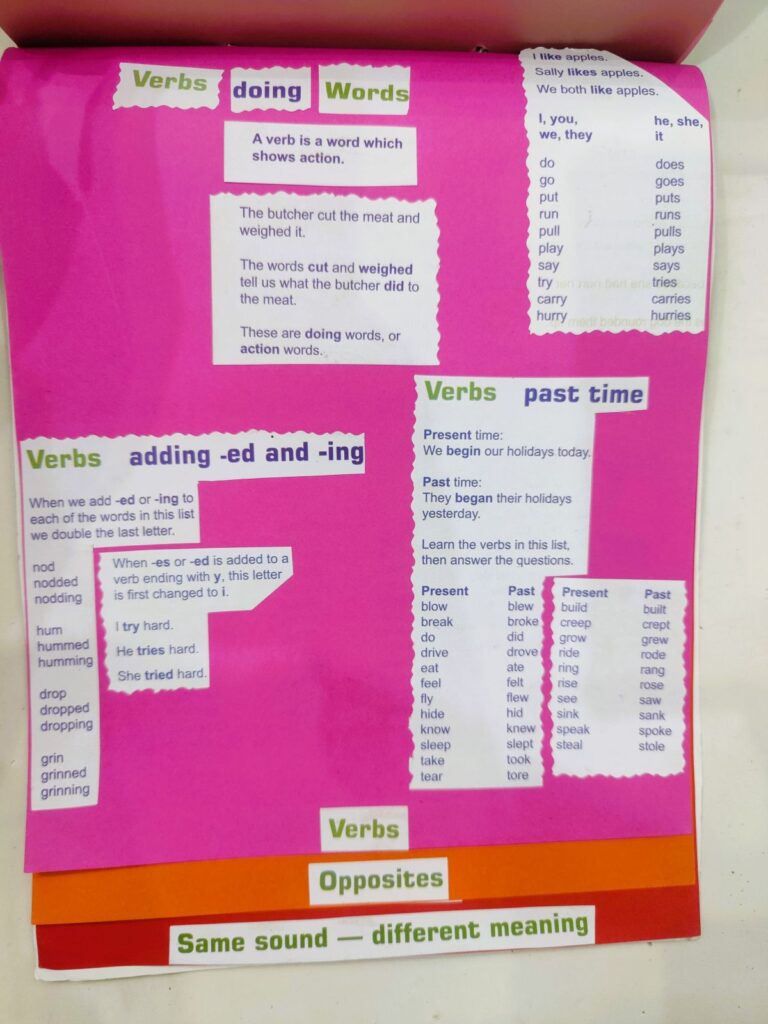 Verbs doing Words
A verb is a word which
shows action.
The butcher cut the meat and
weighed it.
The words cut and weighed
tell us what the butcher did to
the meat.
These are doing words, or
action words.
I like apples.
Sally likes apples.
We both like apples.
I, you, he, she,
we, they it
do does
go goes
put puts
run runs
pull pulls
play plays
say says
try tries
carry carries
hurry hurries
Verbs adding -ed and -ing
When we add -ed or -ing to
each of the words in this list
we double the last letter.
nod
nodded
nodding
hum
hummed
humming
drop
dropped
dropping
grin
grinned
grinning
When -es or -ed is added to a
verb ending with y, this letter
is first changed to i.
I try hard.
He tries hard.
She tried hard.
Verbs past time
Present time:
We begin our holidays today.
Past time:
They began their holidays
yesterday.
Learn the verbs in this list,
then answer the questions.
Present Past
blow blew
break broke
do did
drive drove
eat ate
feel felt
fly flew
hide hid
know knew
sleep slept
take took
tear tore
Present Past
build built
creep crept
grow grew
ride rode
ring rang
rise rose
see saw
sink sank
speak spoke
steal stole
Verbs
Opposites
Same sound — different meaning